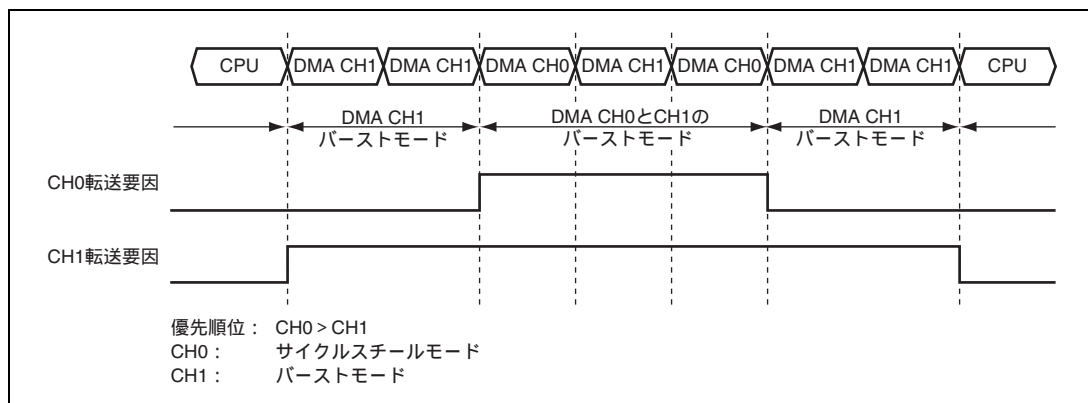 CPU DMA CH1 DMA CH1 DMA CH0 DMA CH1 DMA CH0 DMA CH1 DMA CH1 CPU
DMA CH1
バーストモード
DMA CH0とCH1の
バーストモード
DMA CH1
バーストモード
CH0転送要因
CH1転送要因
優先順位： CH0 > CH1
CH0： サイクルスチールモード
CH1： バーストモード